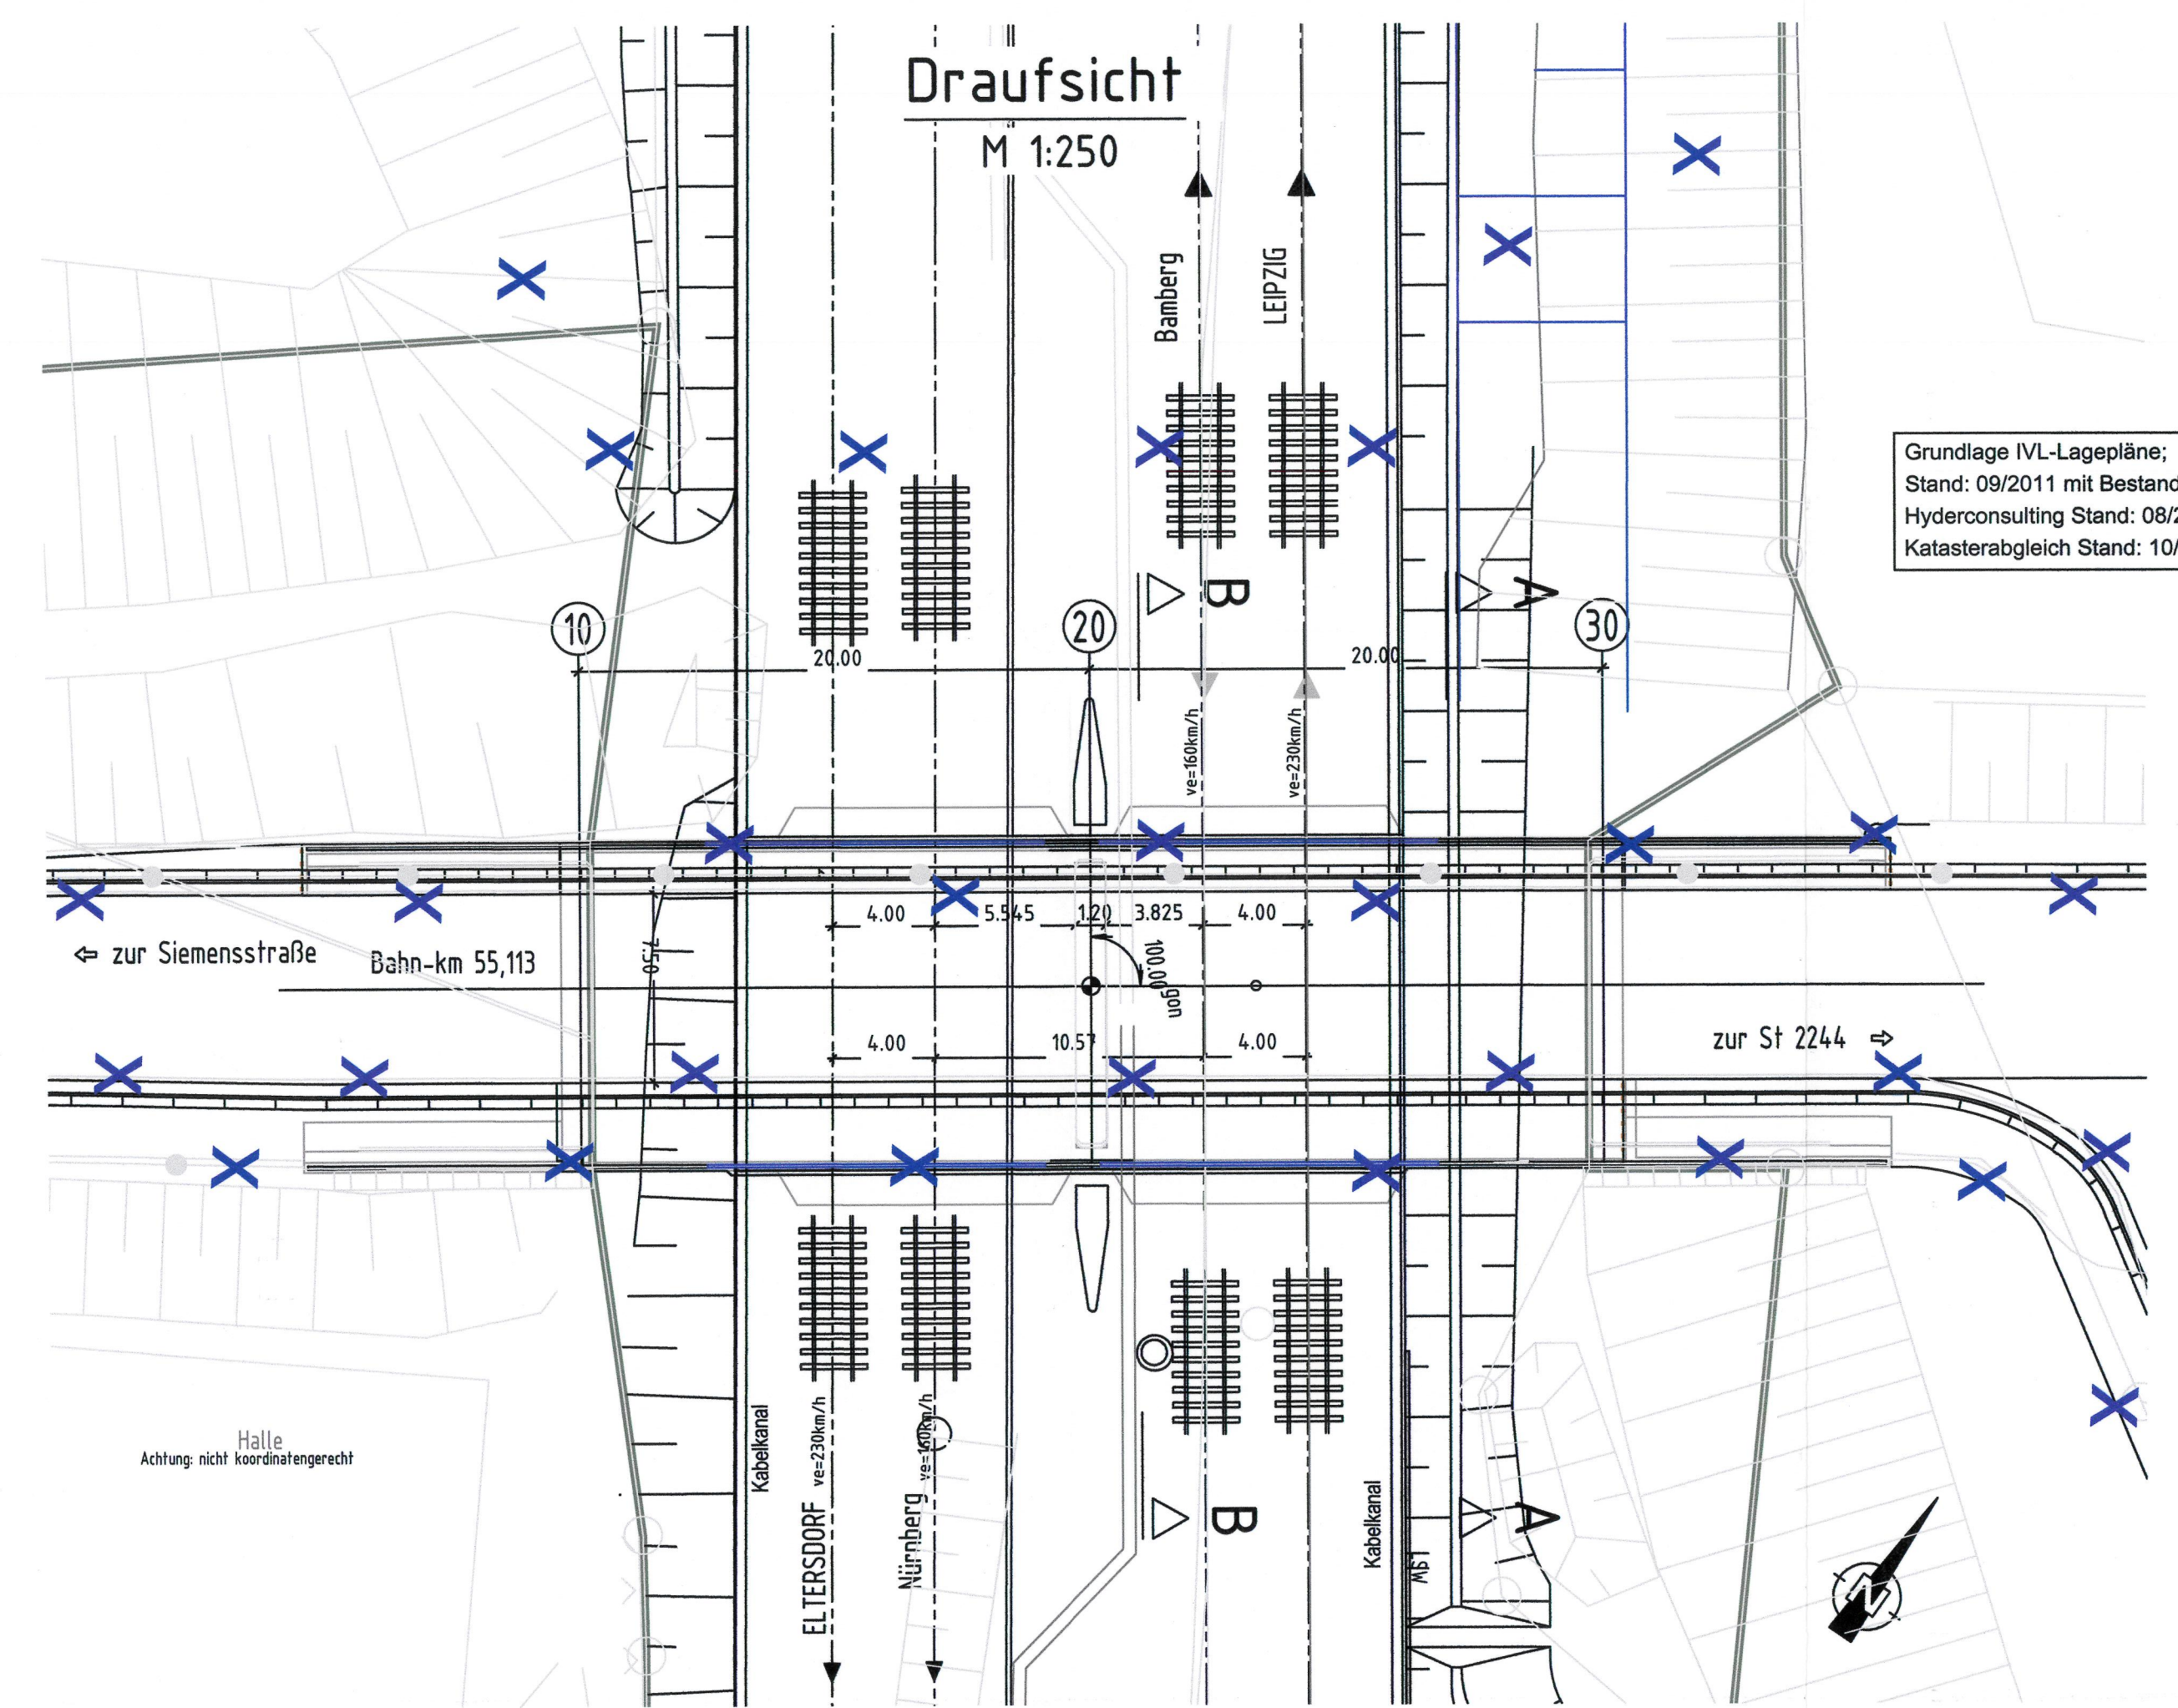 Draufsicht
M 1:250
Bamberg
LEIPZIG
Grundlage IVL-Lagepläne;
Stand: 09/2011 mit Bestand
Hyderconsulting Stand: 08/2
Katasterabgleich Stand: 10/
B
A
10
20
30
20.00
20.00
ve=160km/h
ve=230km/h
4.00
5.545
1.20
3.825
4.00
⇦ zur Siemensstraße
Bahn-km 55,113
7.50
100.00gon
4.00
10.57
4.00
zur St 2244 ⇨
Halle
Achtung: nicht koordinatengerecht
Kabelkanal
ELTERSDORF ve=230km/h
Nürnberg ve=160km/h
B
Kabelkanal
A
N